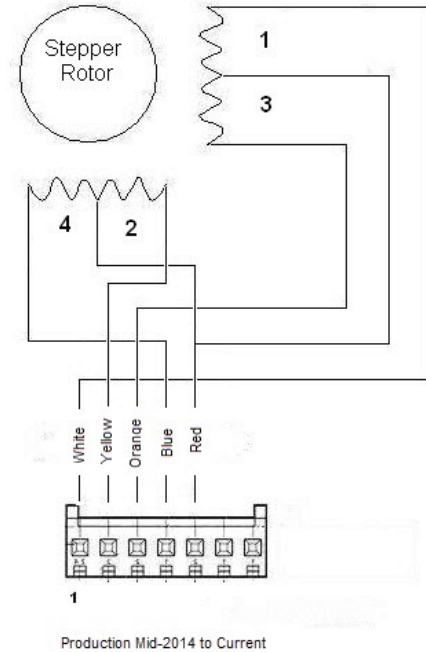 Stepper
Rotor
1
3
4
2
White
Yellow
Orange
Blue
Red
1
Production Mid-2014 to Current